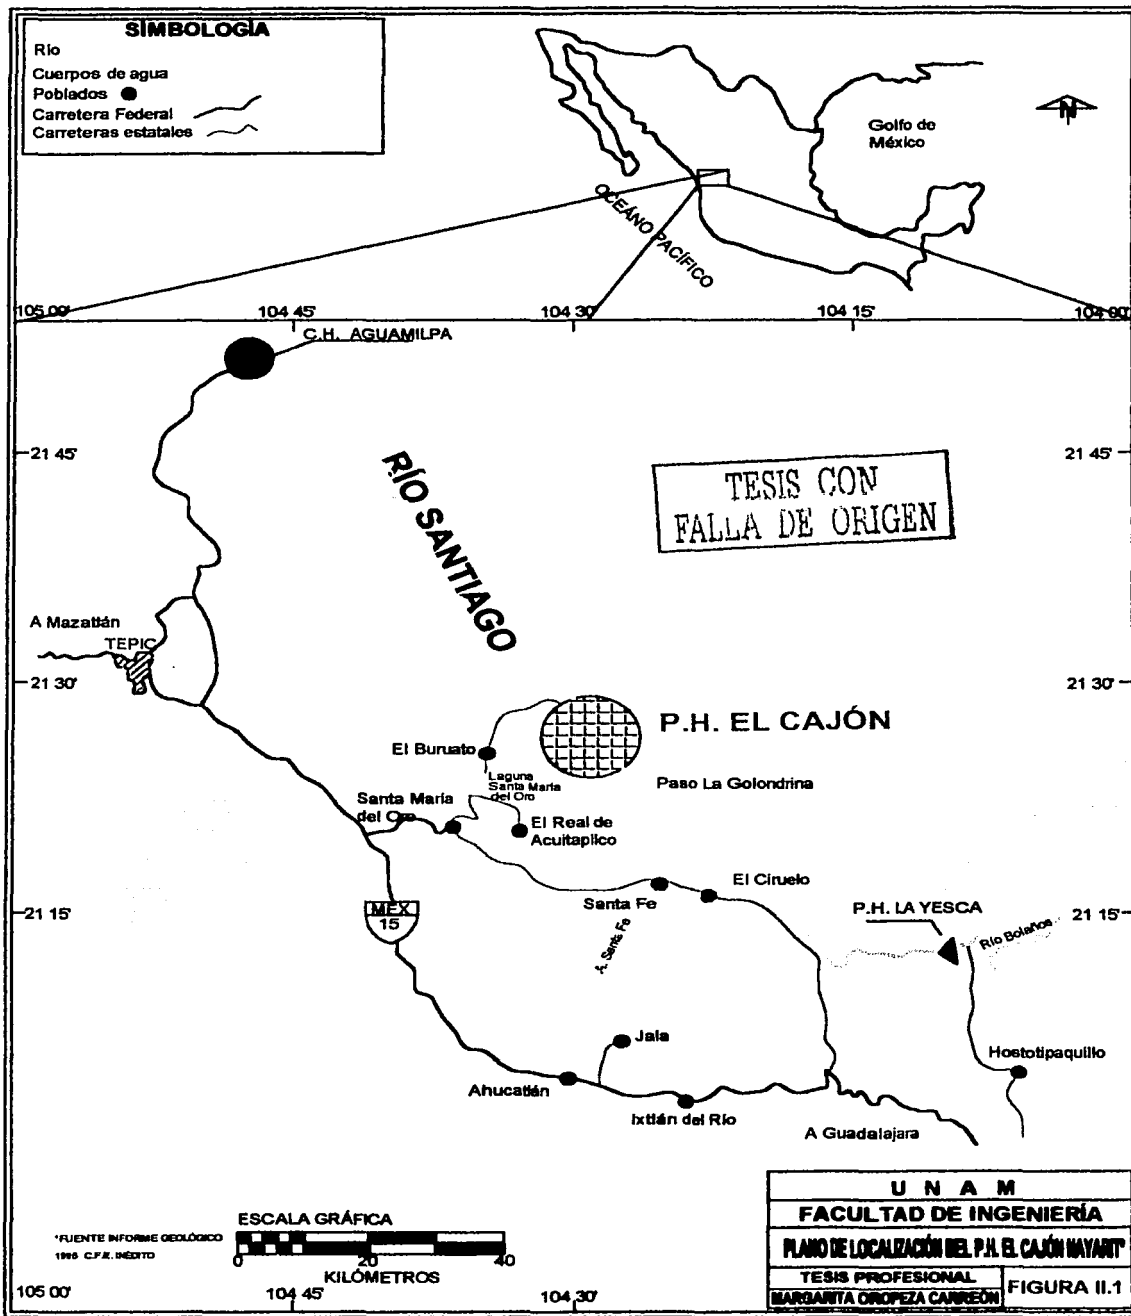 SIMBOLOGÍA
Río
Cuerpos de agua
Poblados
Carretera Federal
Carreteras estatales
Golfo de
México
N
OCEÁNO PACÍFICO
105 00'
104 45'
104 30'
104 15'
104 00'
C.H. AGUAMILPA
21 45'
21 45'
RÍO SANTIAGO
TESIS CON
FALLA DE ORIGEN
A Mazatlán
TEPIC
21 30'
21 30'
P.H. EL CAJÓN
El Buruato
Laguna
Santa María
del Oro
Paso La Golondrina
Santa María
del Oro
El Real de
Acuitaplico
El Ciruelo
Santa Fe
MEX
15
P.H. LA YESCA
21 15'
21 15'
Río Bolaños
A. Santa Fe
Jala
Hostotipaquillo
Ahucatlán
Ixtlán del Río
A Guadalajara
ESCALA GRÁFICA
0 20 40
KILÓMETROS
*FUENTE INFORME GEOLÓGICO
1995 C.F.E. INÉDITO
U N A M
FACULTAD DE INGENIERÍA
PLANO DE LOCALIZACIÓN DEL P.H. EL CAJÓN NAYARIT*
TESIS PROFESIONAL
MARGARITA OROPEZA CARREÓN
FIGURA II.1
105 00'
104 45'
104 30'